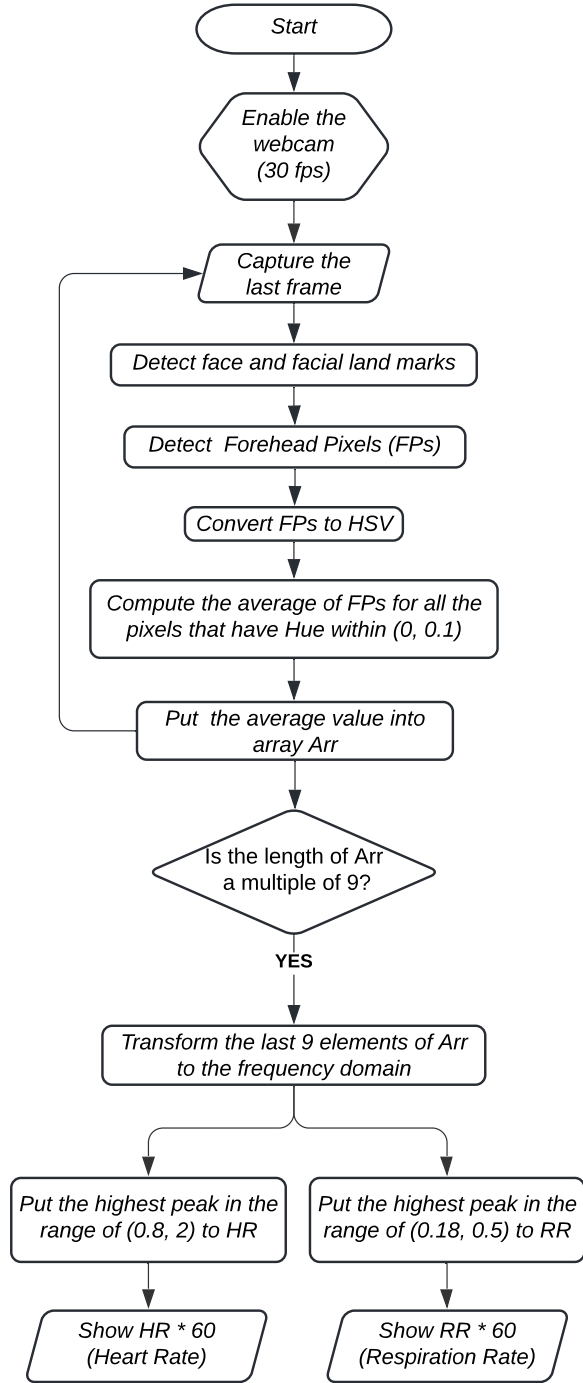 Start
Enable the
webcam
(30 fps)
Capture the
last frame
Detect face and facial land marks
Detect Forehead Pixels (FPs)
Convert FPs to HSV
Compute the average of FPs for all the
pixels that have Hue within (0, 0.1)
Put the average value into
array Arr
Is the length of Arr
a multiple of 9?
YES
Transform the last 9 elements of Arr
to the frequency domain
Put the highest peak in the
range of (0.8, 2) to HR
Put the highest peak in the
range of (0.18, 0.5) to RR
Show HR * 60
(Heart Rate)
Show RR * 60
(Respiration Rate)